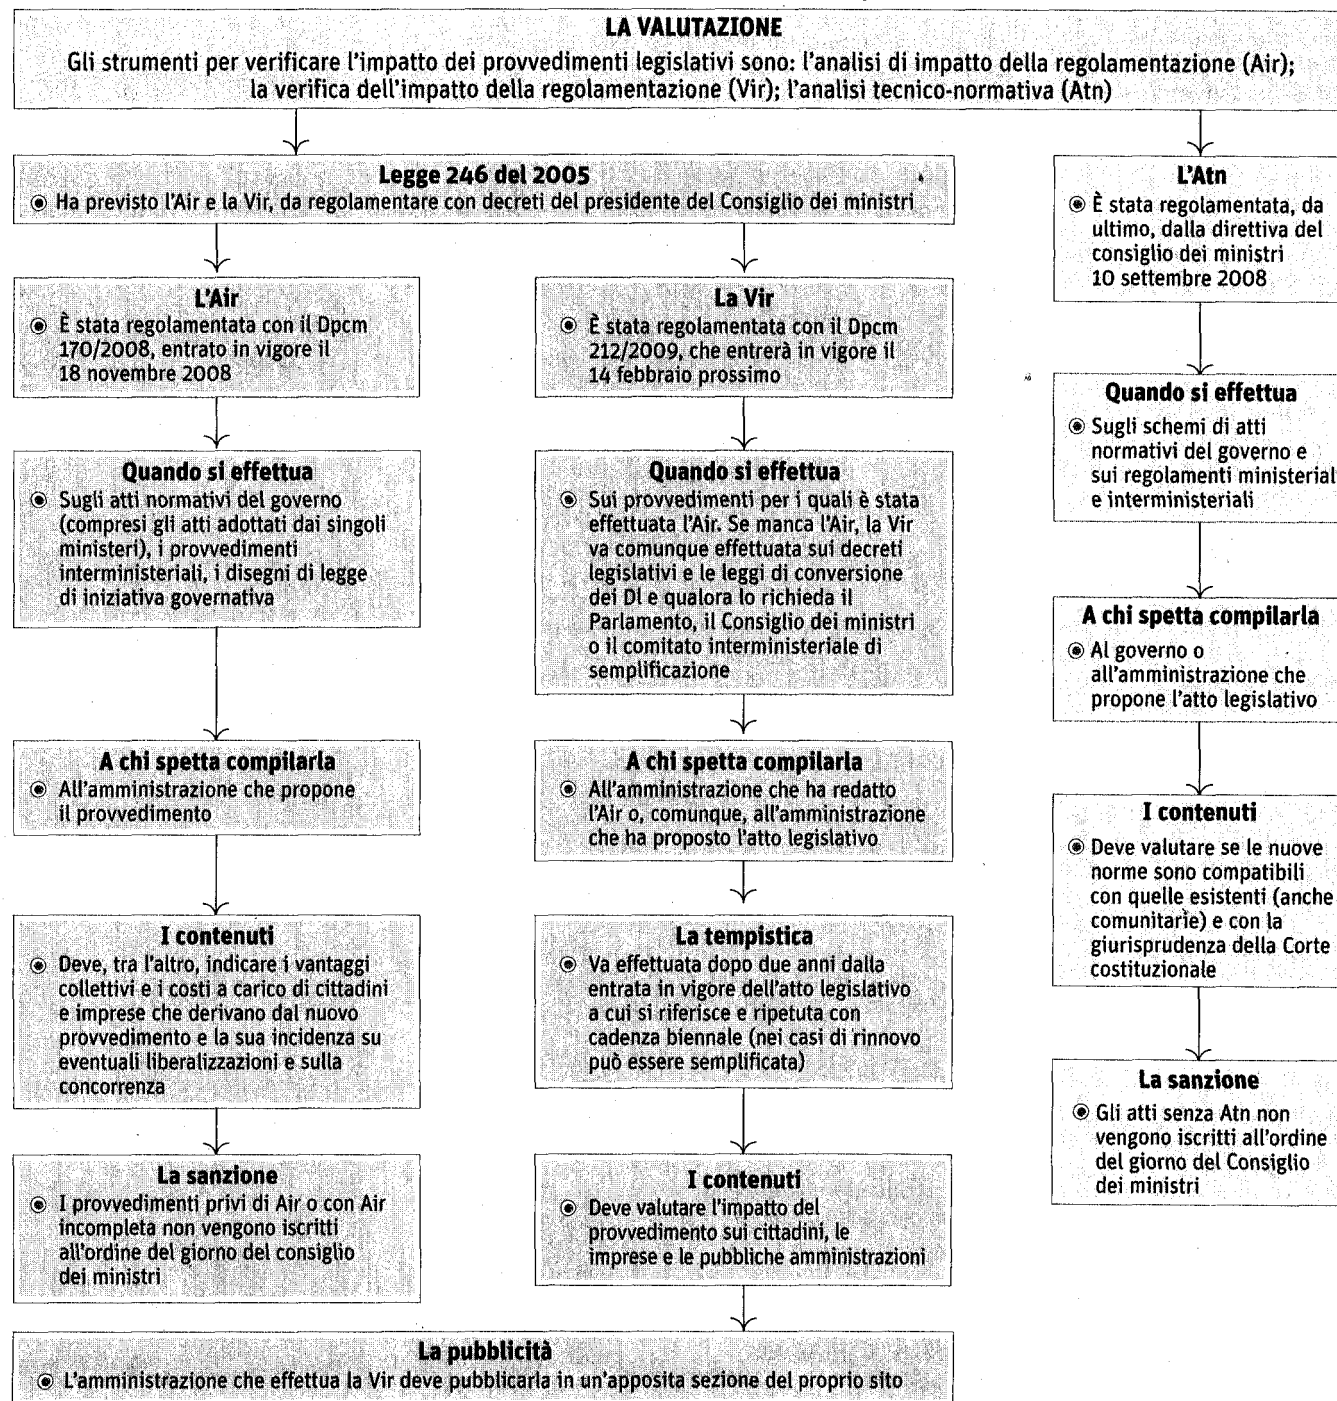 LA VALUTAZIONE
Gli strumenti per verificare l'impatto dei provvedimenti legislativi sono: l'analisi di impatto della regolamentazione (Air);
la verifica dell'impatto della regolamentazione (Vir); l'analisi tecnico-normativa (Atn)
Legge 246 del 2005
Ha previsto l'Air e la Vir, da regolamentare con decreti del presidente del Consiglio dei ministri
L'Air
È stata regolamentata con il Dpcm
170/2008, entrato in vigore il
18 novembre 2008
Quando si effettua
Sugli atti normativi del governo
(compresi gli atti adottati dai singoli
ministeri), i provvedimenti
interministeriali, i disegni di legge
di iniziativa governativa
A chi spetta compilarla
All'amministrazione che propone
il provvedimento
I contenuti
Deve, tra l'altro, indicare i vantaggi
collettivi e i costi a carico di cittadini
e imprese che derivano dal nuovo
provvedimento e la sua incidenza su
eventuali liberalizzazioni e sulla
concorrenza
La sanzione
I provvedimenti privi di Air o con Air
incompleta non vengono iscritti
all'ordine del giorno del consiglio
dei ministri
La Vir
È stata regolamentata con il Dpcm
212/2009, che entrerà in vigore il
14 febbraio prossimo
Quando si effettua
Sui provvedimenti per i quali è stata
effettuata l'Air. Se manca l'Air, la Vir
va comunque effettuata sui decreti
legislativi e le leggi di conversione
dei Dl e qualora lo richieda il
Parlamento, il Consiglio dei ministri
o il comitato interministeriale di
semplificazione
A chi spetta compilarla
All'amministrazione che ha redatto
l'Air o, comunque, all'amministrazione
che ha proposto l'atto legislativo
La tempistica
Va effettuata dopo due anni dalla
entrata in vigore dell'atto legislativo
a cui si riferisce e ripetuta con
cadenza biennale (nei casi di rinnovo
può essere semplificata)
I contenuti
Deve valutare l'impatto del
provvedimento sui cittadini, le
imprese e le pubbliche amministrazioni
La pubblicità
L'amministrazione che effettua la Vir deve pubblicarla in un'apposita sezione del proprio sito
L'Atn
È stata regolamentata, da
ultimo, dalla direttiva del
consiglio dei ministri
10 settembre 2008
Quando si effettua
Sugli schemi di atti
normativi del governo e
sui regolamenti ministerial
e interministeriali
A chi spetta compilarla
Al governo o
all'amministrazione che
propone l'atto legislativo
I contenuti
Deve valutare se le nuove
norme sono compatibili
con quelle esistenti (anche
comunitarie) e con la
giurisprudenza della Corte
costituzionale
La sanzione
Gli atti senza Atn non
vengono iscritti all'ordine
del giorno del Consiglio
dei ministri